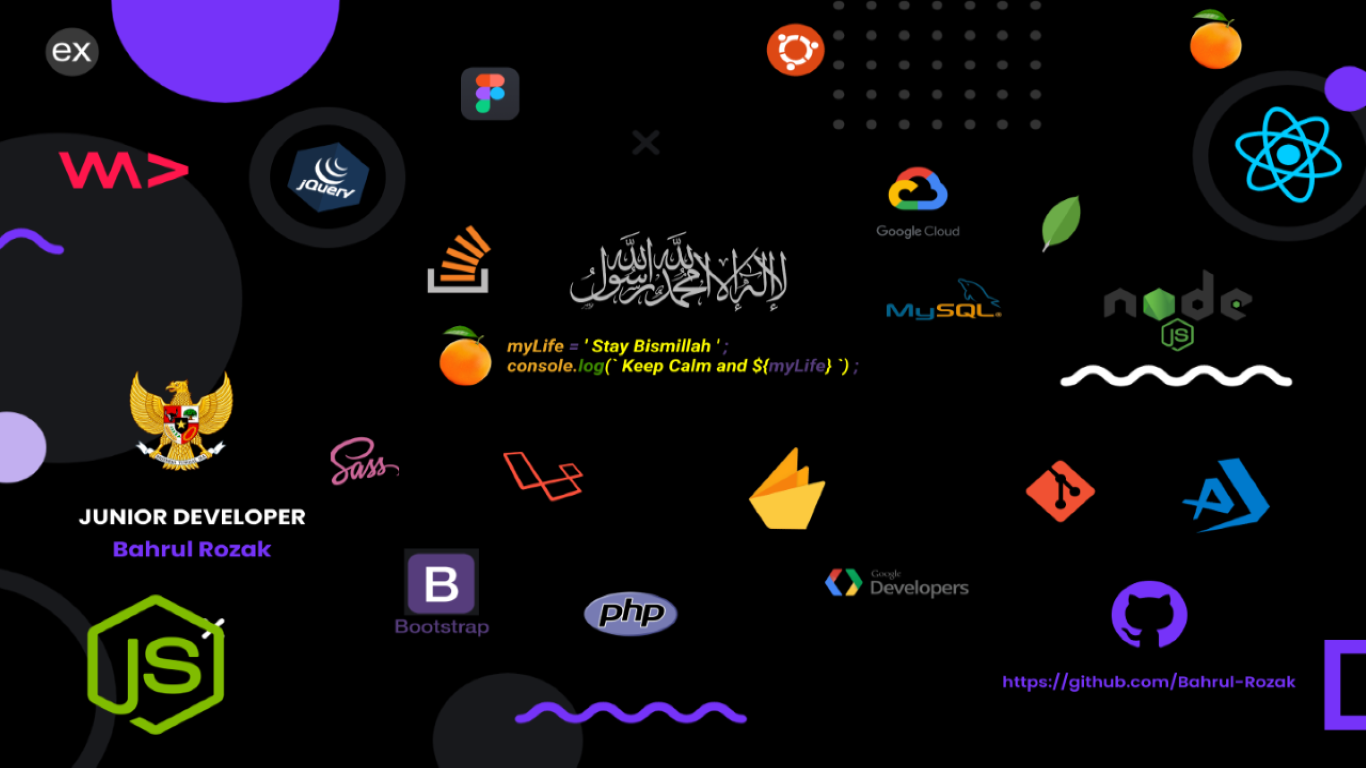 ex
jQuery
Google Cloud
لا إله إلا الله محمد رسول الله
MySQL®
node
JS
myLife = ' Stay Bismillah ' ;
console.log(` Keep Calm and ${myLife} `) ;
Sass
JUNIOR DEVELOPER
Bahrul Rozak
B
Bootstrap
php
Google
Developers
JS
https://github.com/Bahrul-Rozak